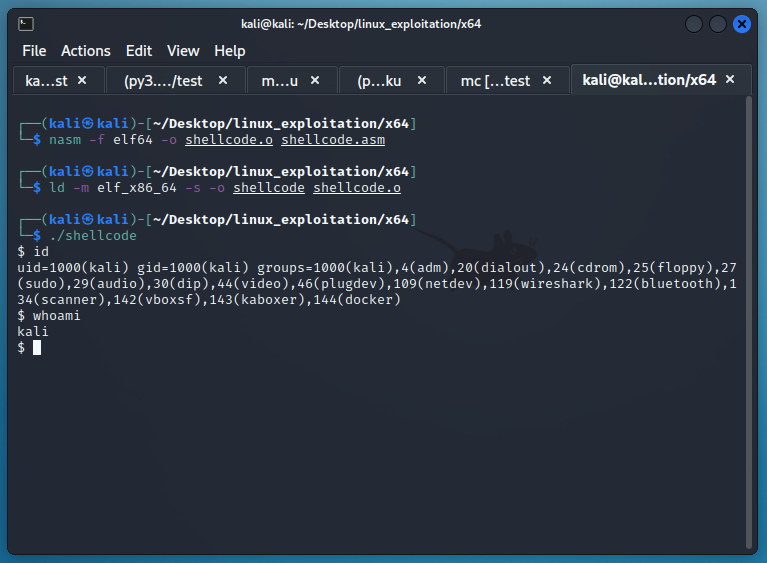 kali@kali: ~/Desktop/linux_exploitation/x64
File Actions Edit View Help
ka...st (py3..../test m...u (p...ku mc [...test kali@kal...tion/x64
┌──(kali㉿kali)-[~/Desktop/linux_exploitation/x64]
└─$ nasm -f elf64 -o shellcode.o shellcode.asm
┌──(kali㉿kali)-[~/Desktop/linux_exploitation/x64]
└─$ ld -m elf_x86_64 -s -o shellcode shellcode.o
┌──(kali㉿kali)-[~/Desktop/linux_exploitation/x64]
└─$ ./shellcode
$ id
uid=1000(kali) gid=1000(kali) groups=1000(kali),4(adm),20(dialout),24(cdrom),25(floppy),27
(sudo),29(audio),30(dip),44(video),46(plugdev),109(netdev),119(wireshark),122(bluetooth),1
34(scanner),142(vboxsf),143(kaboxer),144(docker)
$ whoami
kali
$